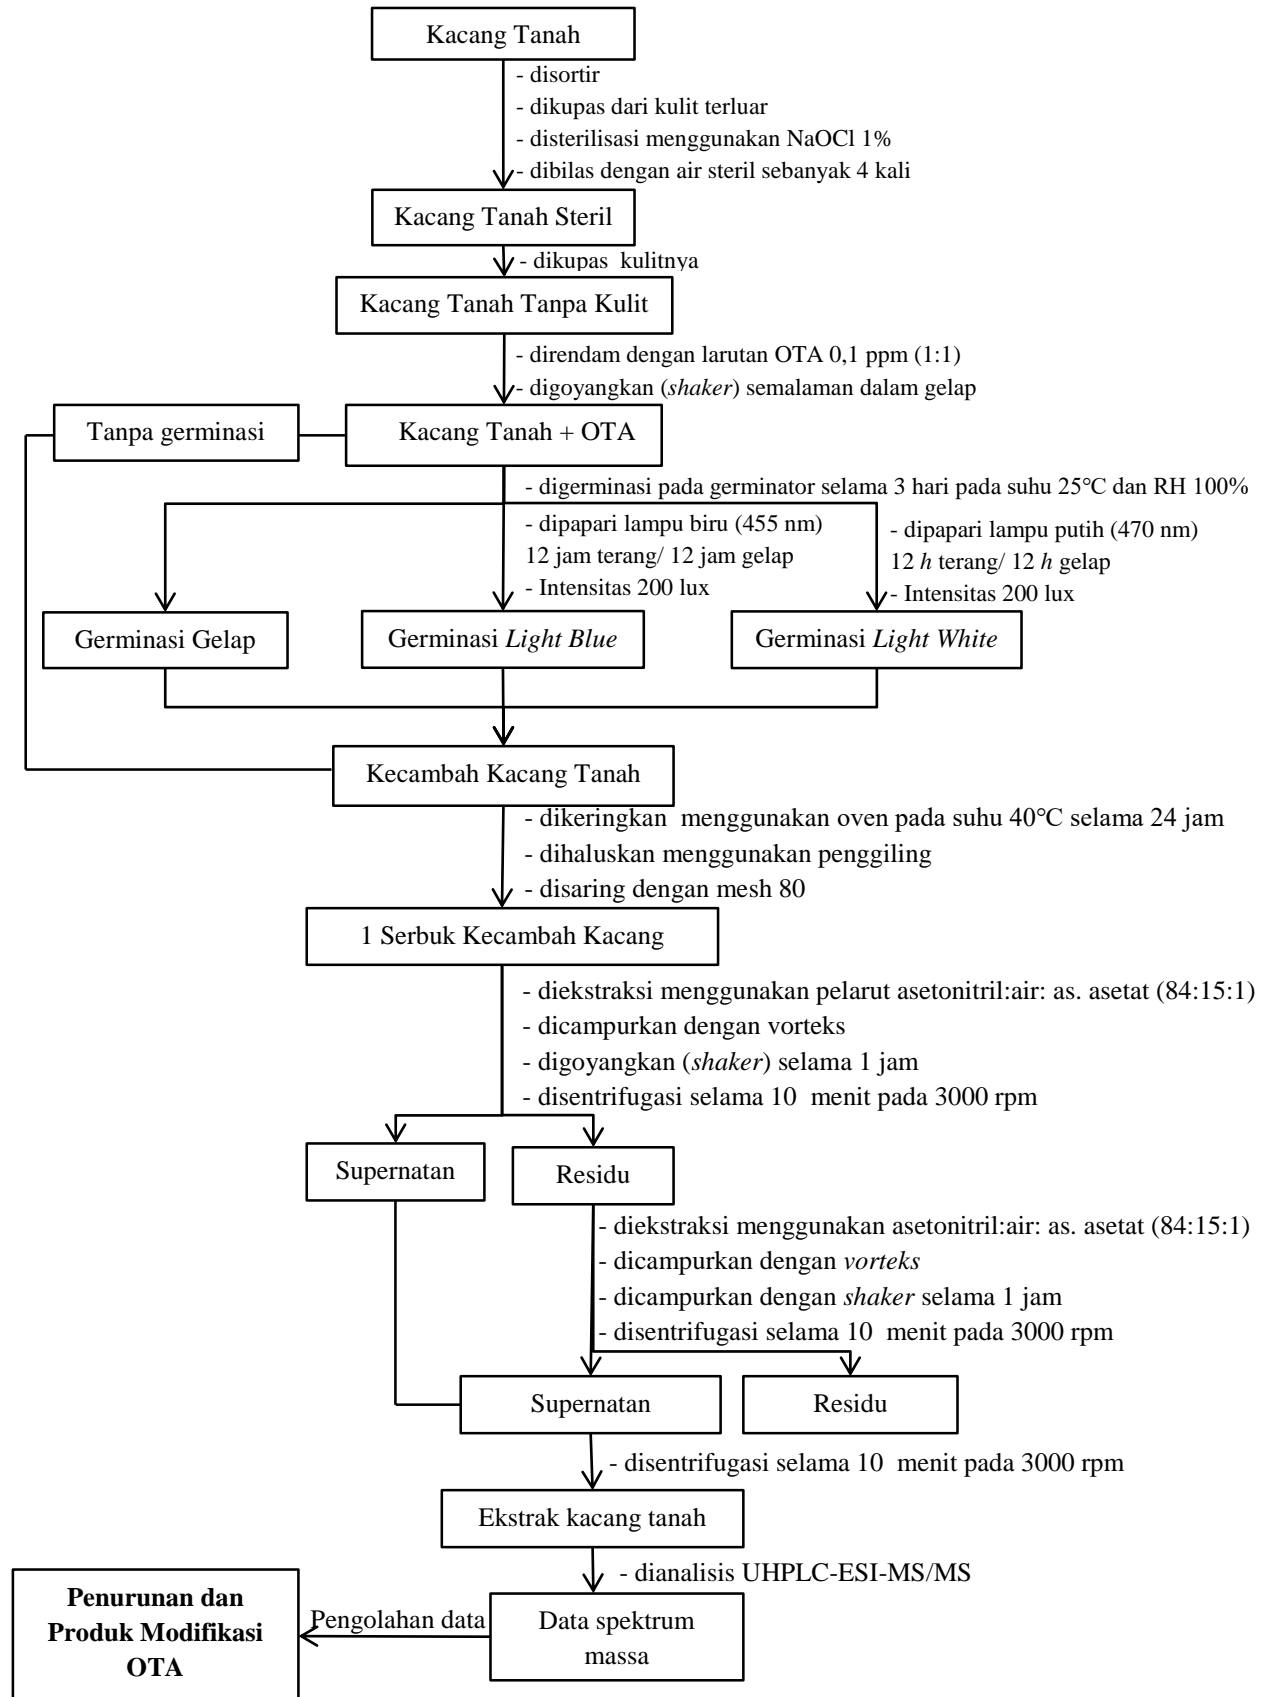 Kacang Tanah
- disortir
- dikupas dari kulit terluar
- disterilisasi menggunakan NaOCl 1%
- dibilas dengan air steril sebanyak 4 kali
Kacang Tanah Steril
- dikupas kulitnya
Kacang Tanah Tanpa Kulit
- direndam dengan larutan OTA 0,1 ppm (1:1)
- digoyangkan (shaker) semalaman dalam gelap
Tanpa germinasi
Kacang Tanah + OTA
- digerminasi pada germinator selama 3 hari pada suhu 25°C dan RH 100%
- dipapari lampu biru (455 nm)
12 jam terang/ 12 jam gelap
- Intensitas 200 lux
- dipapari lampu putih (470 nm)
12 h terang/ 12 h gelap
- Intensitas 200 lux
Germinasi Gelap
Germinasi Light Blue
Germinasi Light White
Kecambah Kacang Tanah
- dikeringkan menggunakan oven pada suhu 40°C selama 24 jam
- dihaluskan menggunakan penggiling
- disaring dengan mesh 80
1 Serbuk Kecambah Kacang
- diekstraksi menggunakan pelarut asetonitril:air: as. asetat (84:15:1)
- dicampurkan dengan vorteks
- digoyangkan (shaker) selama 1 jam
- disentrifugasi selama 10 menit pada 3000 rpm
Supernatan
Residu
- diekstraksi menggunakan asetonitril:air: as. asetat (84:15:1)
- dicampurkan dengan vorteks
- dicampurkan dengan shaker selama 1 jam
- disentrifugasi selama 10 menit pada 3000 rpm
Supernatan
Residu
- disentrifugasi selama 10 menit pada 3000 rpm
Ekstrak kacang tanah
- dianalisis UHPLC-ESI-MS/MS
Data spektrum
massa
Pengolahan data
Penurunan dan
Produk Modifikasi
OTA